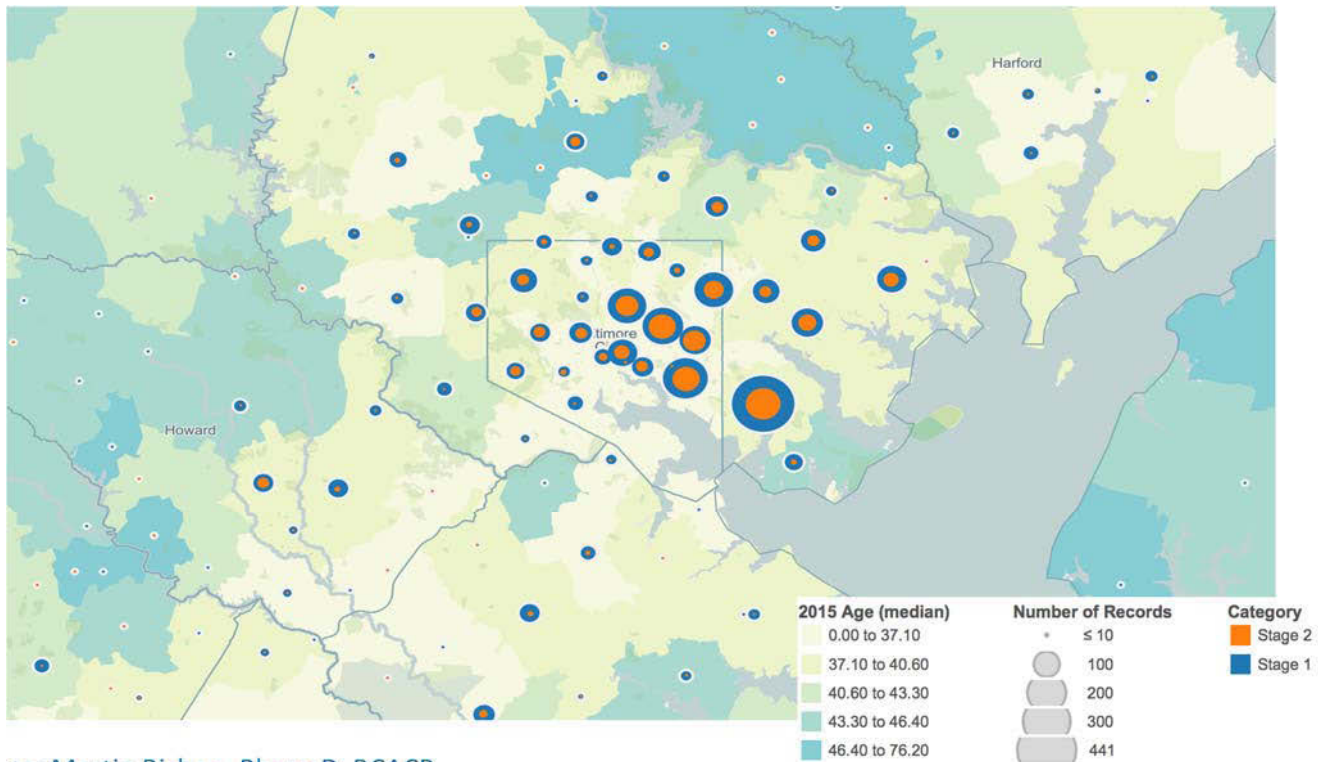 Harford
timore
Howard
2015 Age (median)
0.00 to 37.10
37.10 to 40.60
40.60 to 43.30
43.30 to 46.40
46.40 to 76.20
Number of Records
≤ 10
100
200
300
441
Category
Stage 2
Stage 1